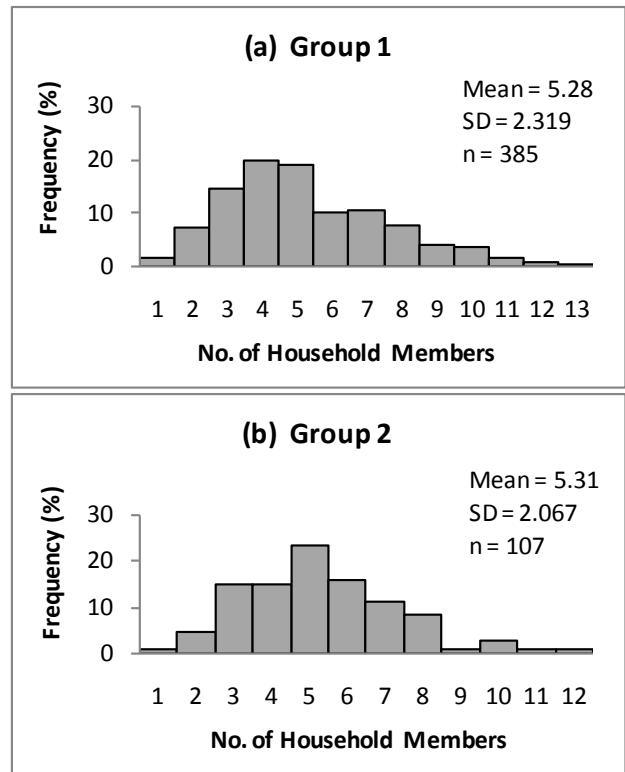 (a) Group 1
Mean = 5.28
SD = 2.319
n = 385
Frequency (%)
30
20
10
0
1 2 3 4 5 6 7 8 9 10 11 12 13
No. of Household Members
(b) Group 2
Mean = 5.31
SD = 2.067
n = 107
Frequency (%)
30
20
10
0
1 2 3 4 5 6 7 8 9 10 11 12
No. of Household Members